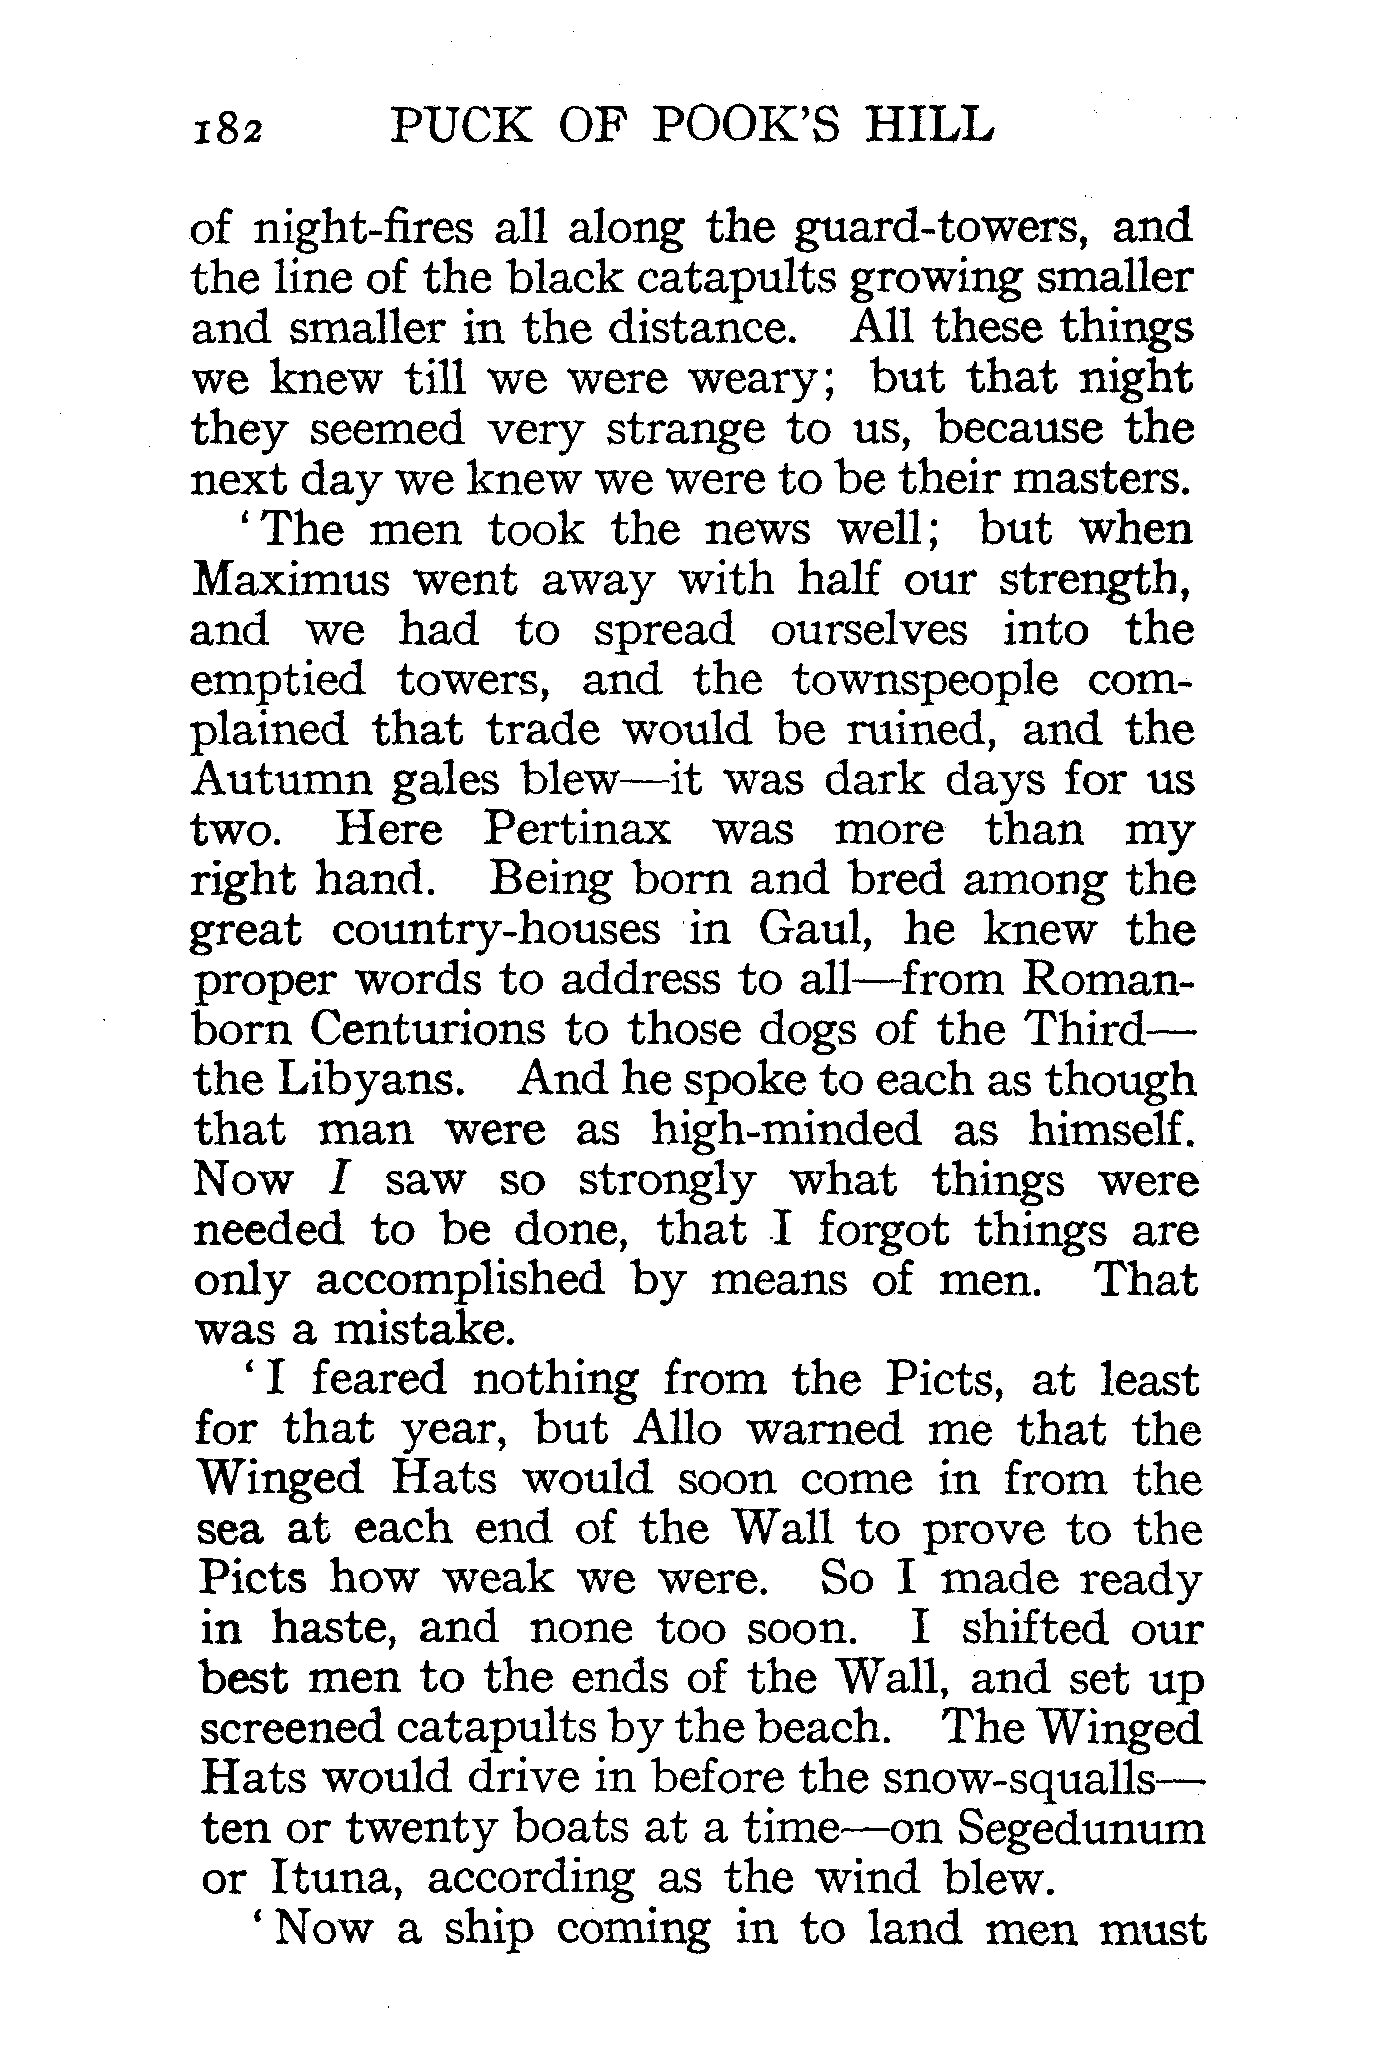 182 PUCK OF POOK'S HILL
of night-fires all along the guard-towers, and
the line of the black catapults growing smaller
and smaller in the distance. All these things
we knew till we were weary; but that night
they seemed very strange to us, because the
next day we knew we were to be their masters.
‘The men took the news well; but when
Maximus went away with half our strength,
and we had to spread ourselves into the
emptied towers, and the townspeople com-
plained that trade would be ruined, and the
Autumn gales blew—it was dark days for us
two. Here Pertinax was more than my
right hand. Being born and bred among the
great country-houses in Gaul, he knew the
proper words to address to all—from Roman-
born Centurions to those dogs of the Third—
the Libyans. And he spoke to each as though
that man were as high-minded as himself.
Now I saw so strongly what things were
needed to be done, that I forgot things are
only accomplished by means of men. That
was a mistake.
‘I feared nothing from the Picts, at least
for that year, but Allo warned me that the
Winged Hats would soon come in from the
sea at each end of the Wall to prove to the
Picts how weak we were. So I made ready
in haste, and none too soon. I shifted our
best men to the ends of the Wall, and set up
screened catapults by the beach. The Winged
Hats would drive in before the snow-squalls—
ten or twenty boats at a time—on Segedunum
or Ituna, according as the wind blew.
‘Now a ship coming in to land men must